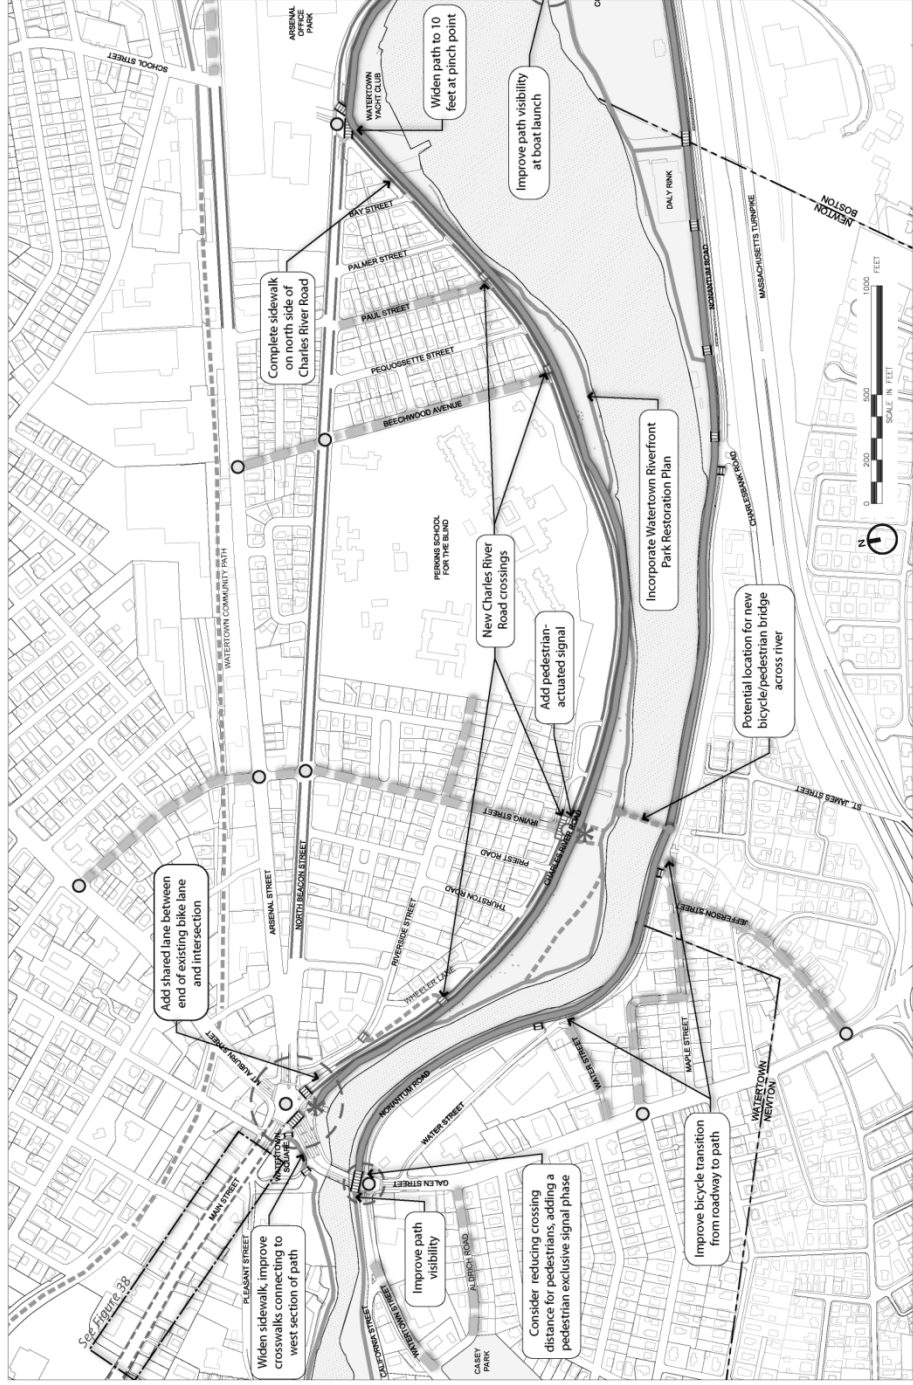 SCHOOL STREET
ARSENAL
OFFICE
PARK
WATERTOWN
YACHT CLUB
Widen path to 10
feet at pinch point
Improve path visibility
at boat launch
DALY RINK
NEWTON
BOSTON
MASSACHUSETTS TURNPIKE
NONANTUM ROAD
BAY STREET
PALMER STREET
PAUL STREET
PEQUOSSETTE STREET
BEECHWOOD AVENUE
Complete sidewalk
on north side of
Charles River Road
WATERTOWN COMMUNITY PATH
PERKINS SCHOOL
FOR THE BLIND
New Charles River
Road crossings
Incorporate Watertown Riverfront
Park Restoration Plan
CHARLESBANK ROAD
0
200
500
1000
FEET
SCALE IN FEET
N
Add pedestrian-
actuated signal
Potential location for new
bicycle/pedestrian bridge
across river
ST. JAMES STREET
IRVING STREET
CHARLES RIVER ROAD
PRIEST ROAD
THURSTON ROAD
RIVERSIDE STREET
WHEELER LANE
ARSENAL STREET
NORTH BEACON STREET
Add shared lane between
end of existing bike lane
and intersection
MT AUBURN STREET
JEFFERSON STREET
WATER STREET
MAPLE STREET
WATERTOWN
NEWTON
NONANTUM ROAD
WATER STREET
GALEN STREET
WATERTOWN
SQUARE
MAIN STREET
PLEASANT STREET
See Figure 38
Widen sidewalk, improve
crosswalks connecting to
west section of path
Improve path
visibility
Consider reducing crossing
distance for pedestrians, adding a
pedestrian exclusive signal phase
Improve bicycle transition
from roadway to path
ALDRICH ROAD
WATERTOWN STREET
CALIFORNIA STREET
CASEY
PARK